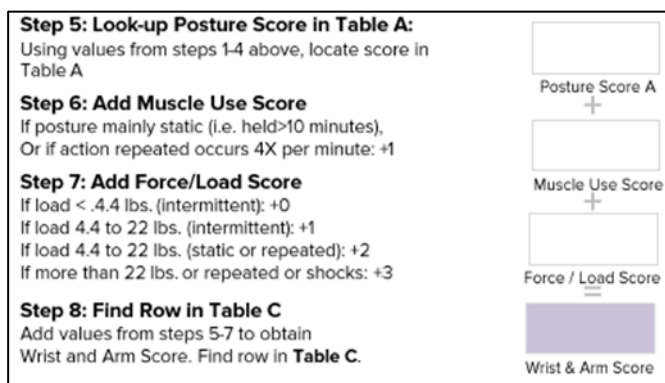 Step 5: Look-up Posture Score in Table A:
Using values from steps 1-4 above, locate score in
Table A
Posture Score A
+
Step 6: Add Muscle Use Score
If posture mainly static (i.e. held>10 minutes),
Or if action repeated occurs 4X per minute: +1
Muscle Use Score
+
Step 7: Add Force/Load Score
If load < .4.4 lbs. (intermittent): +0
If load 4.4 to 22 lbs. (intermittent): +1
If load 4.4 to 22 lbs. (static or repeated): +2
If more than 22 lbs. or repeated or shocks: +3
Force / Load Score
=
Step 8: Find Row in Table C
Add values from steps 5-7 to obtain
Wrist and Arm Score. Find row in Table C.
Wrist & Arm Score